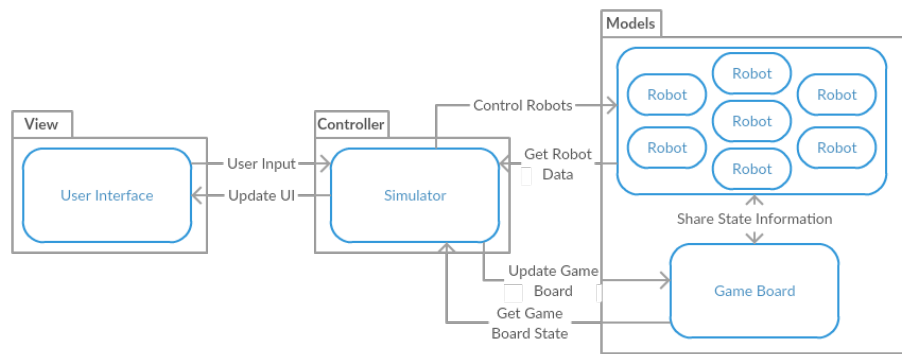 Models
Robot
Robot
Robot
Robot
Robot
Robot
Robot
Control Robots
View
Controller
User Input
Update UI
User Interface
Simulator
Get Robot
Data
Share State Information
Update Game
Board
Get Game
Board State
Game Board